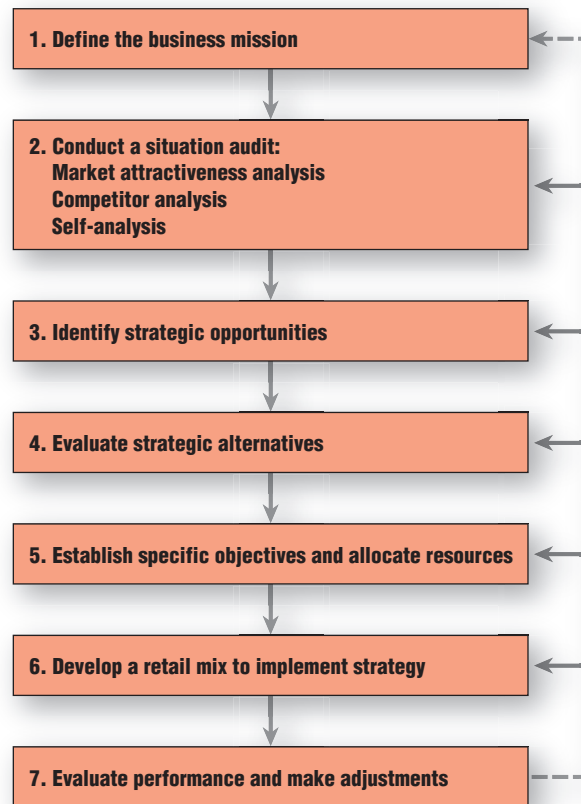 1. Define the business mission
2. Conduct a situation audit:
Market attractiveness analysis
Competitor analysis
Self-analysis
3. Identify strategic opportunities
4. Evaluate strategic alternatives
5. Establish specific objectives and allocate resources
6. Develop a retail mix to implement strategy
7. Evaluate performance and make adjustments